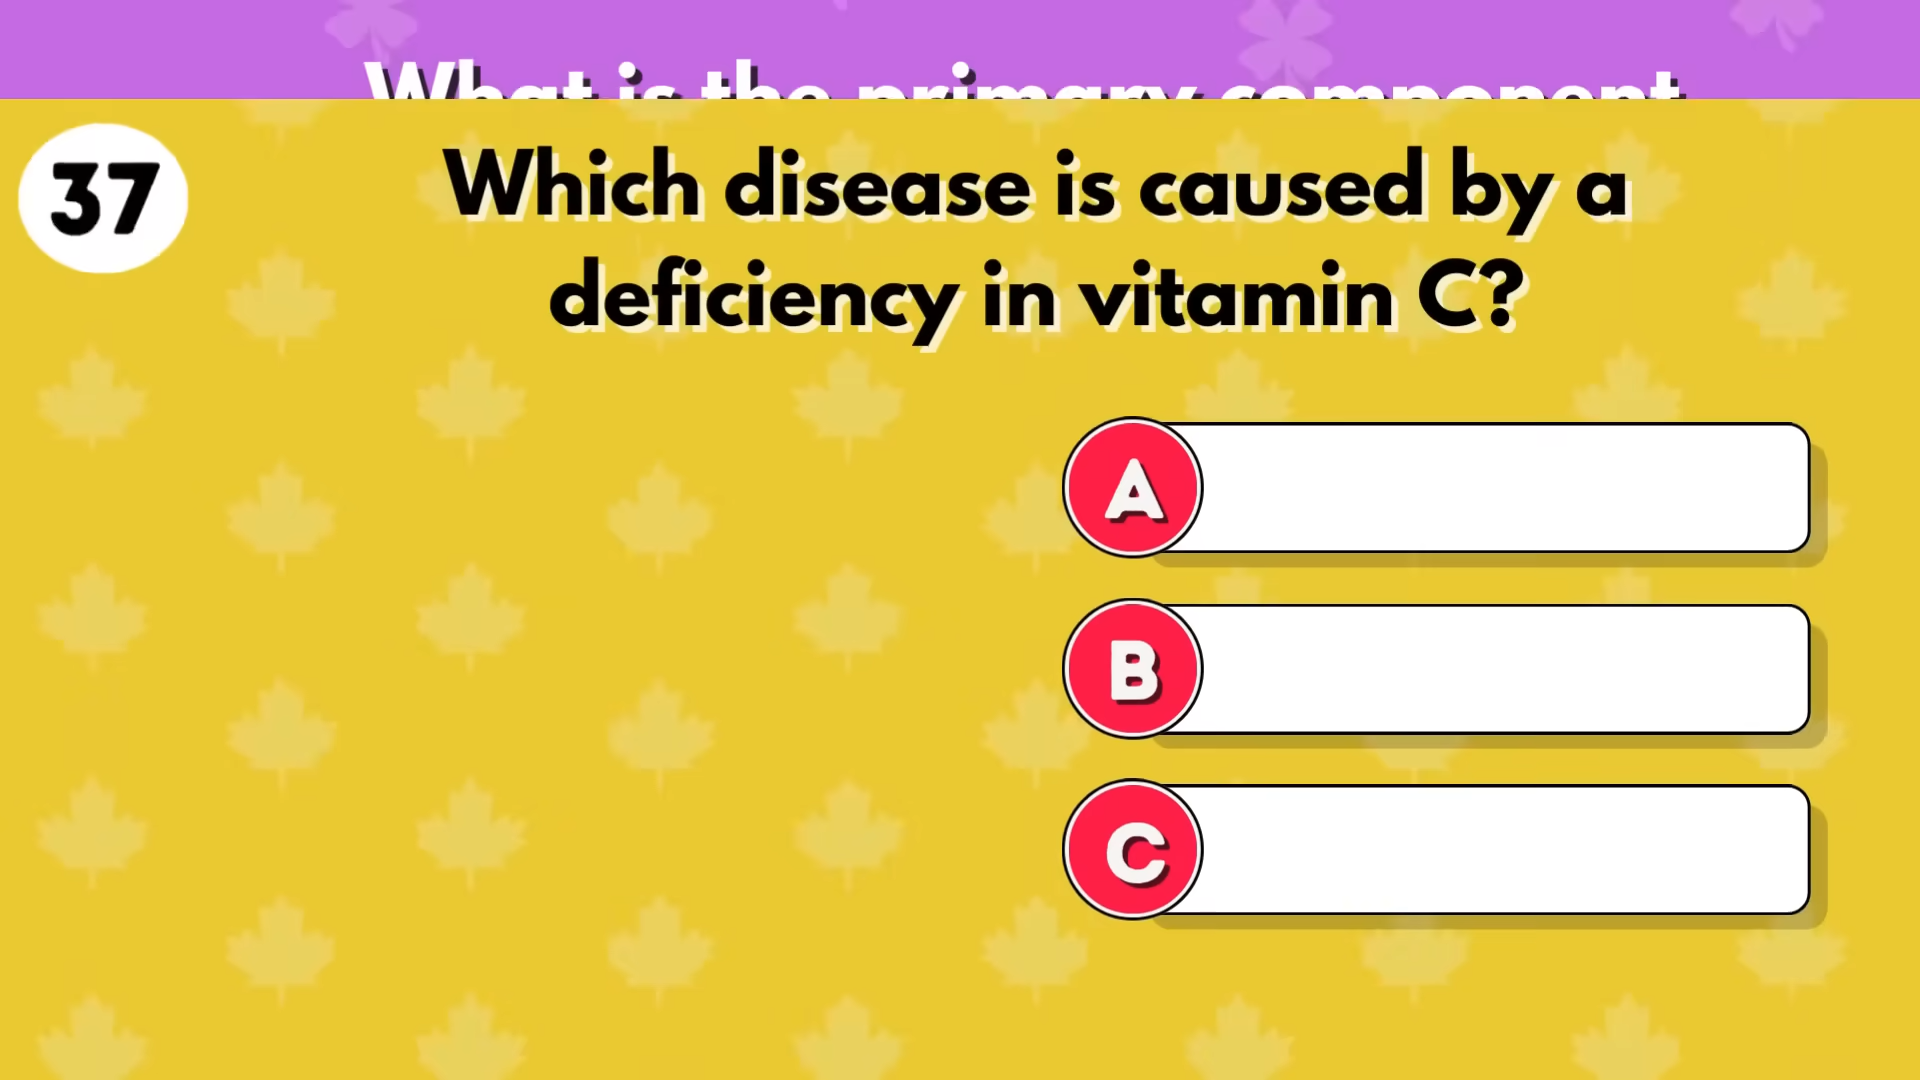 What is the primary component
37
Which disease is caused by a
deficiency in vitamin C?
A
B
C